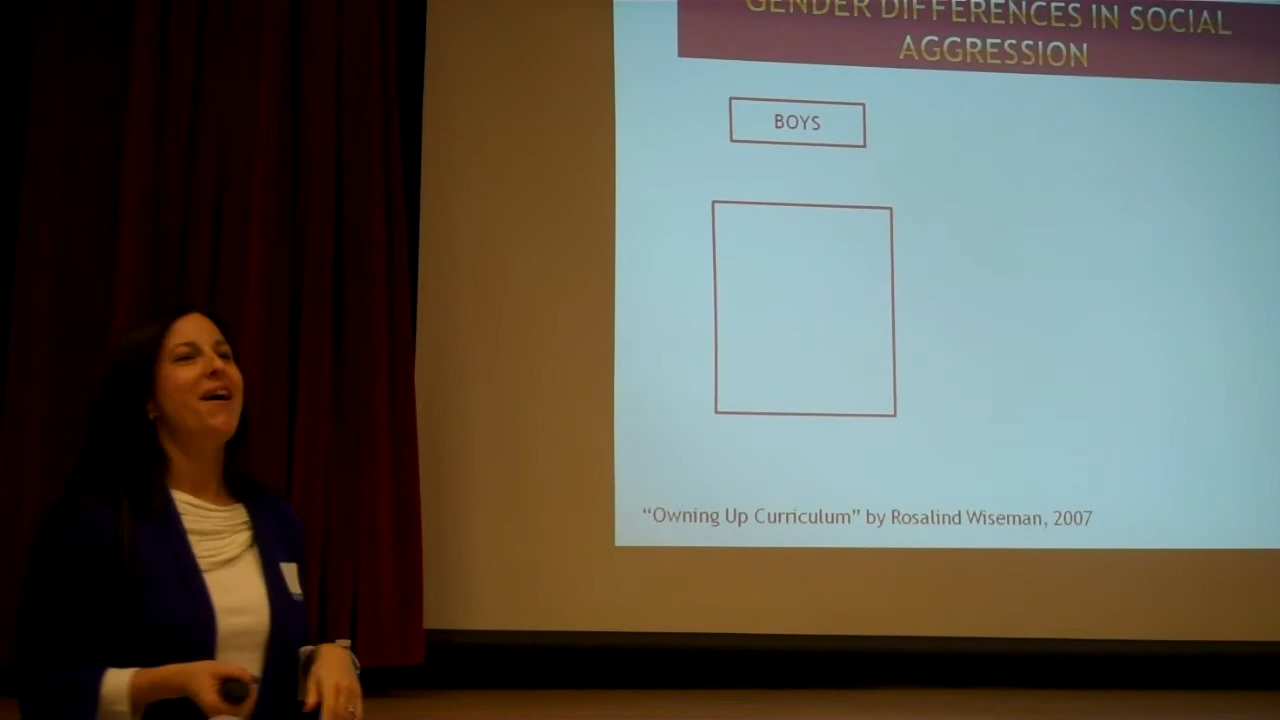 GENDER DIFFERENCES IN SOCIAL
AGGRESSION
BOYS
“Owning Up Curriculum” by Rosalind Wiseman, 2007